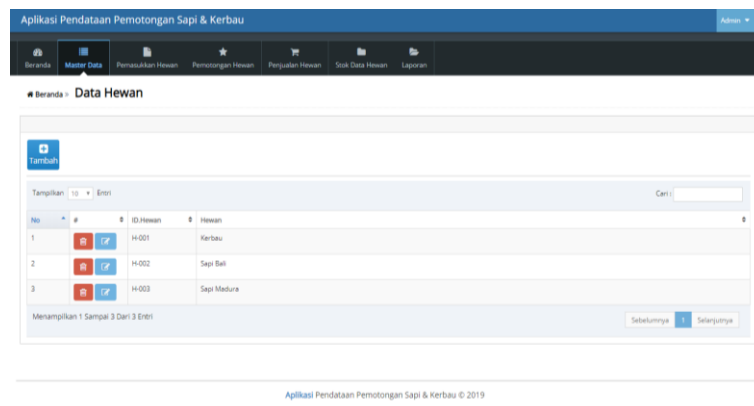 Aplikasi Pendataan Pemotongan Sapi & Kerbau Admin
Beranda Master Data Pemasukkan Hewan Pemotongan Hewan Penjualan Hewan Stok Data Hewan Laporan
Beranda » Data Hewan
Tambah
Tampilkan 10 Entri Cari :
No # ID.Hewan Hewan
1 H-001 Kerbau
2 H-002 Sapi Bali
3 H-003 Sapi Madura
Menampilkan 1 Sampai 3 Dari 3 Entri Sebelumnya 1 Selanjutnya
Aplikasi Pendataan Pemotongan Sapi & Kerbau © 2019